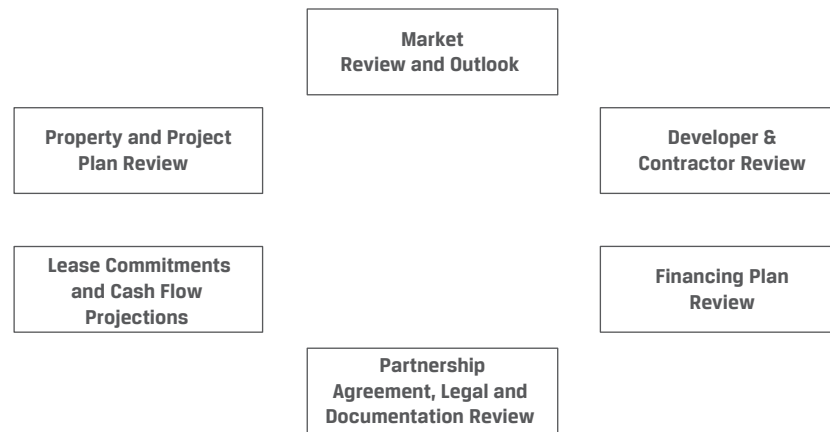 Market
Review and Outlook
Property and Project
Plan Review
Developer &
Contractor Review
Lease Commitments
and Cash Flow
Projections
Financing Plan
Review
Partnership
Agreement, Legal and
Documentation Review